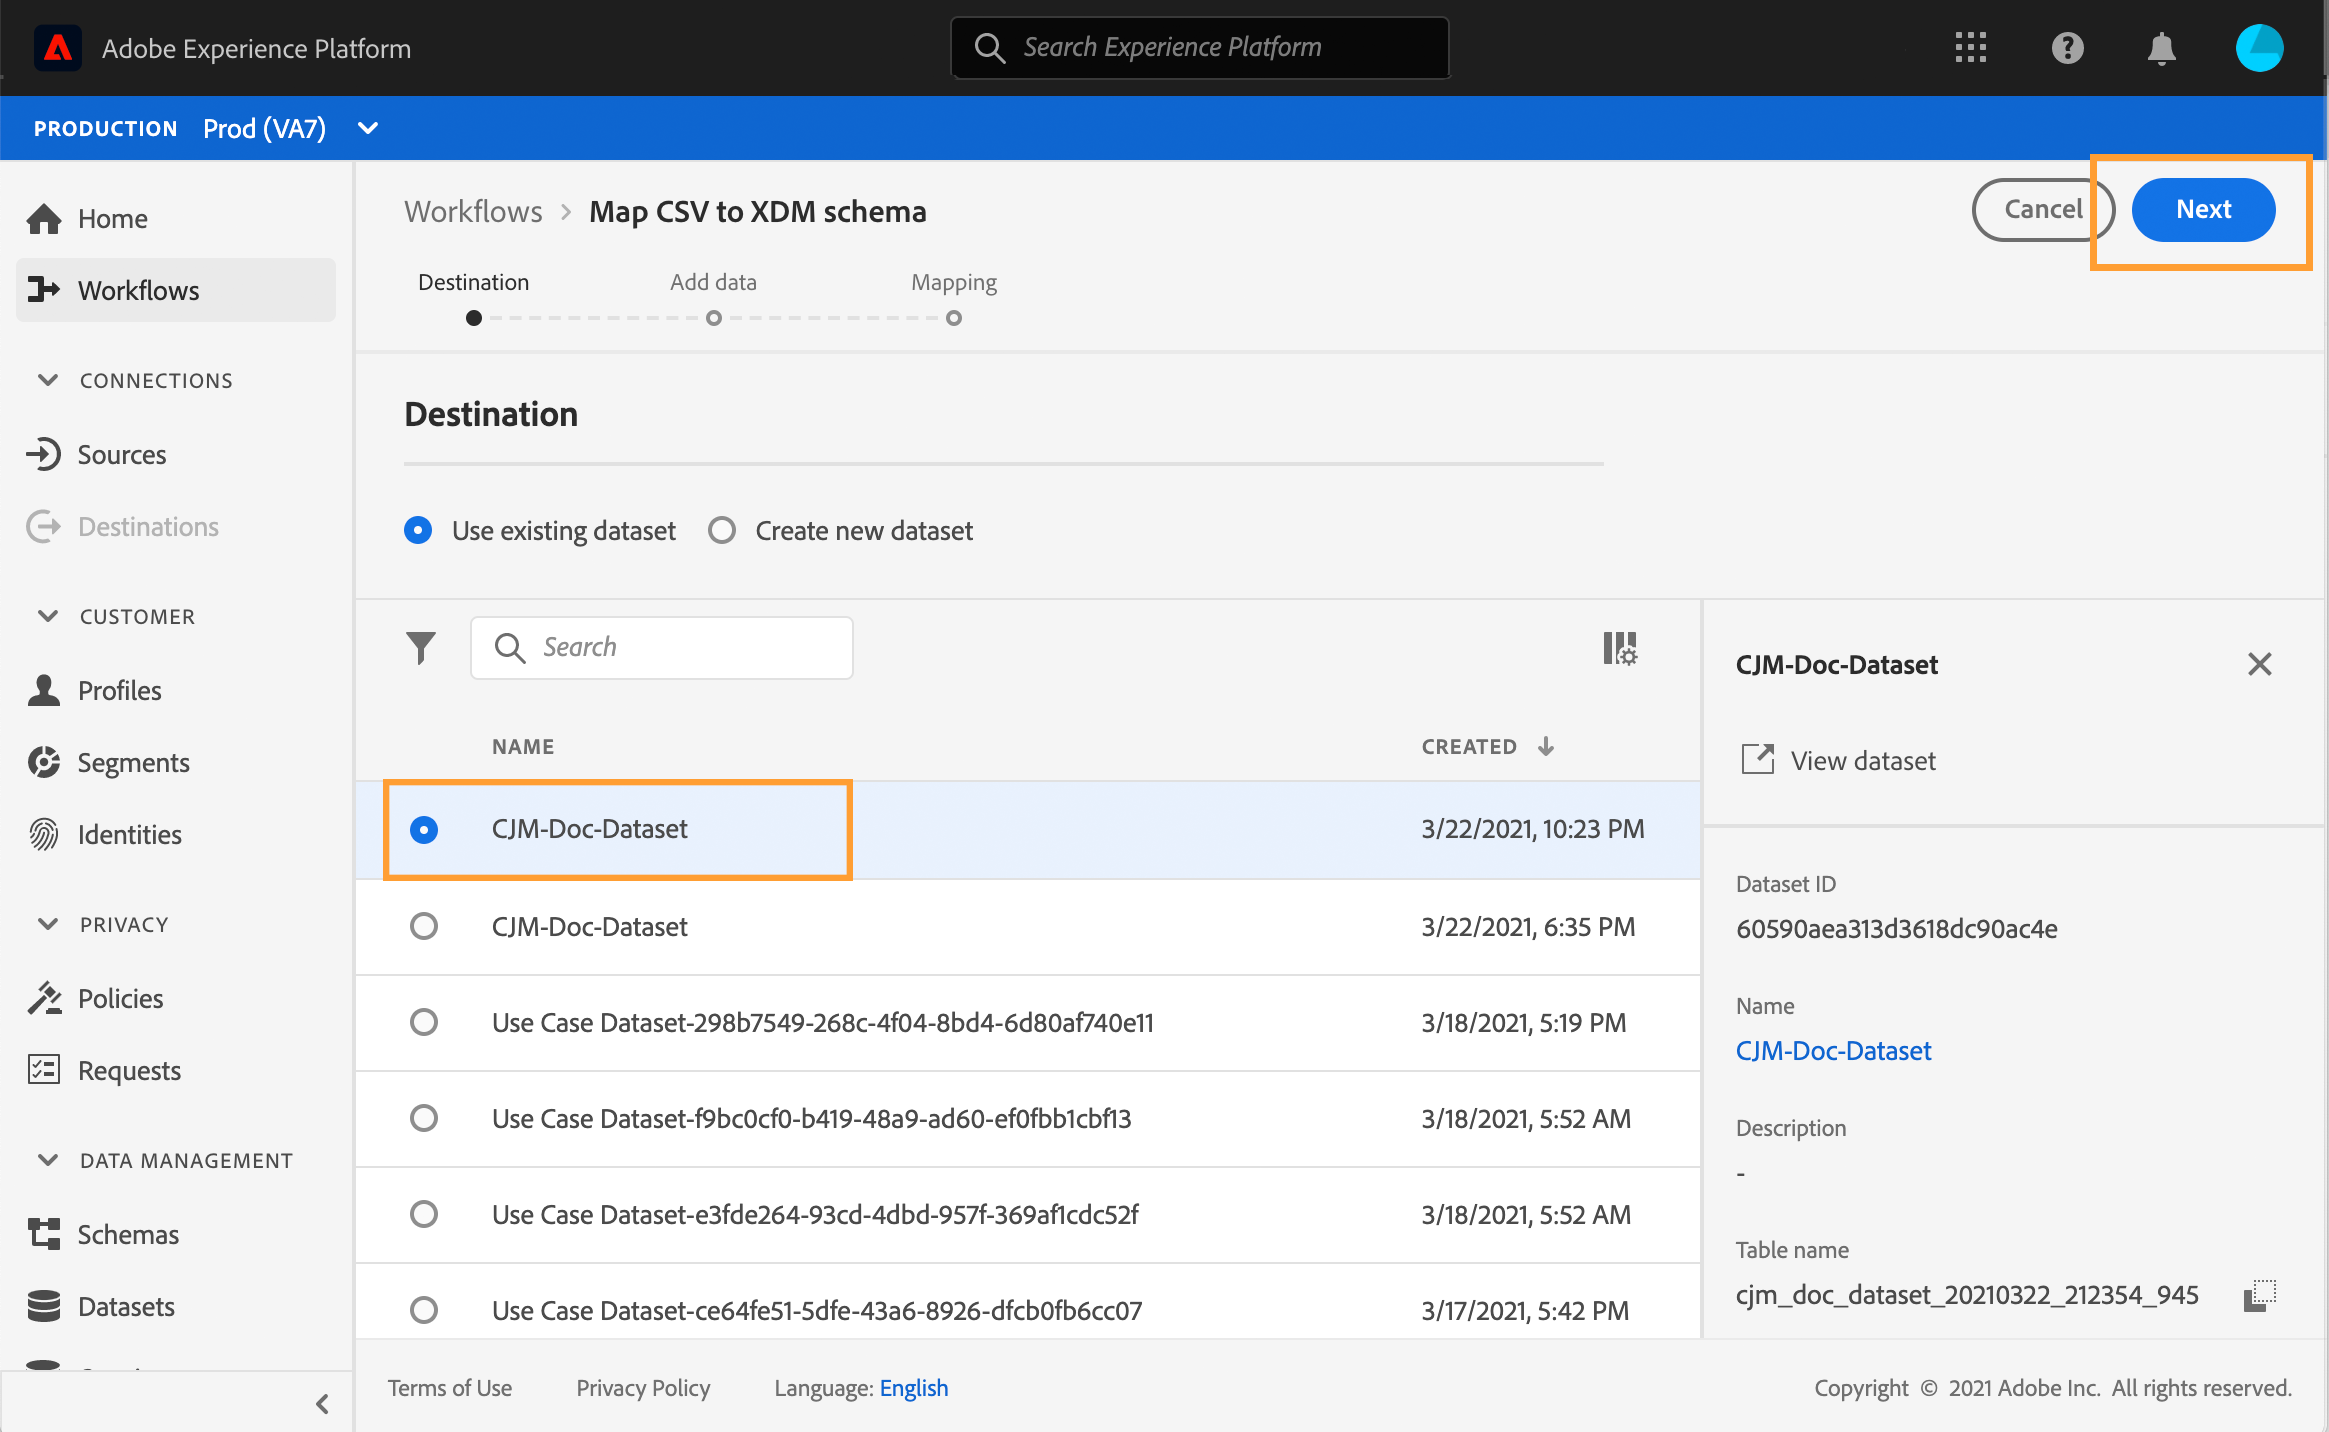 Adobe Experience Platform
Search Experience Platform
PRODUCTION Prod (VA7)
Home
Workflows
CONNECTIONS
Sources
Destinations
CUSTOMER
Profiles
Segments
Identities
PRIVACY
Policies
Requests
DATA MANAGEMENT
Schemas
Datasets
Workflows > Map CSV to XDM schema
Cancel
Next
Destination Add data Mapping
Destination
Use existing dataset Create new dataset
Search
NAME CREATED
CJM-Doc-Dataset 3/22/2021, 10:23 PM
CJM-Doc-Dataset 3/22/2021, 6:35 PM
Use Case Dataset-298b7549-268c-4f04-8bd4-6d80af740e11 3/18/2021, 5:19 PM
Use Case Dataset-f9bc0cf0-b419-48a9-ad60-ef0fbb1cbf13 3/18/2021, 5:52 AM
Use Case Dataset-e3fde264-93cd-4dbd-957f-369af1cdc52f 3/18/2021, 5:52 AM
Use Case Dataset-ce64fe51-5dfe-43a6-8926-dfcb0fb6cc07 3/17/2021, 5:42 PM
CJM-Doc-Dataset
View dataset
Dataset ID
60590aea313d3618dc90ac4e
Name
CJM-Doc-Dataset
Description
-
Table name
cjm_doc_dataset_20210322_212354_945
Terms of Use Privacy Policy Language: English
Copyright © 2021 Adobe Inc. All rights reserved.